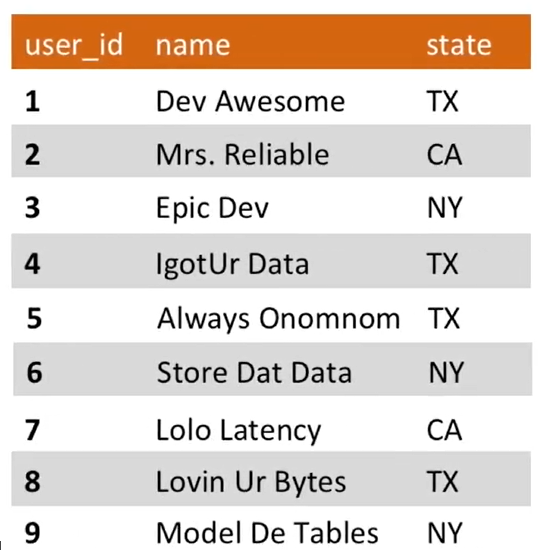 user_id name state
1 Dev Awesome TX
2 Mrs. Reliable CA
3 Epic Dev NY
4 IgotUr Data TX
5 Always Onomnom TX
6 Store Dat Data NY
7 Lolo Latency CA
8 Lovin Ur Bytes TX
9 Model De Tables NY